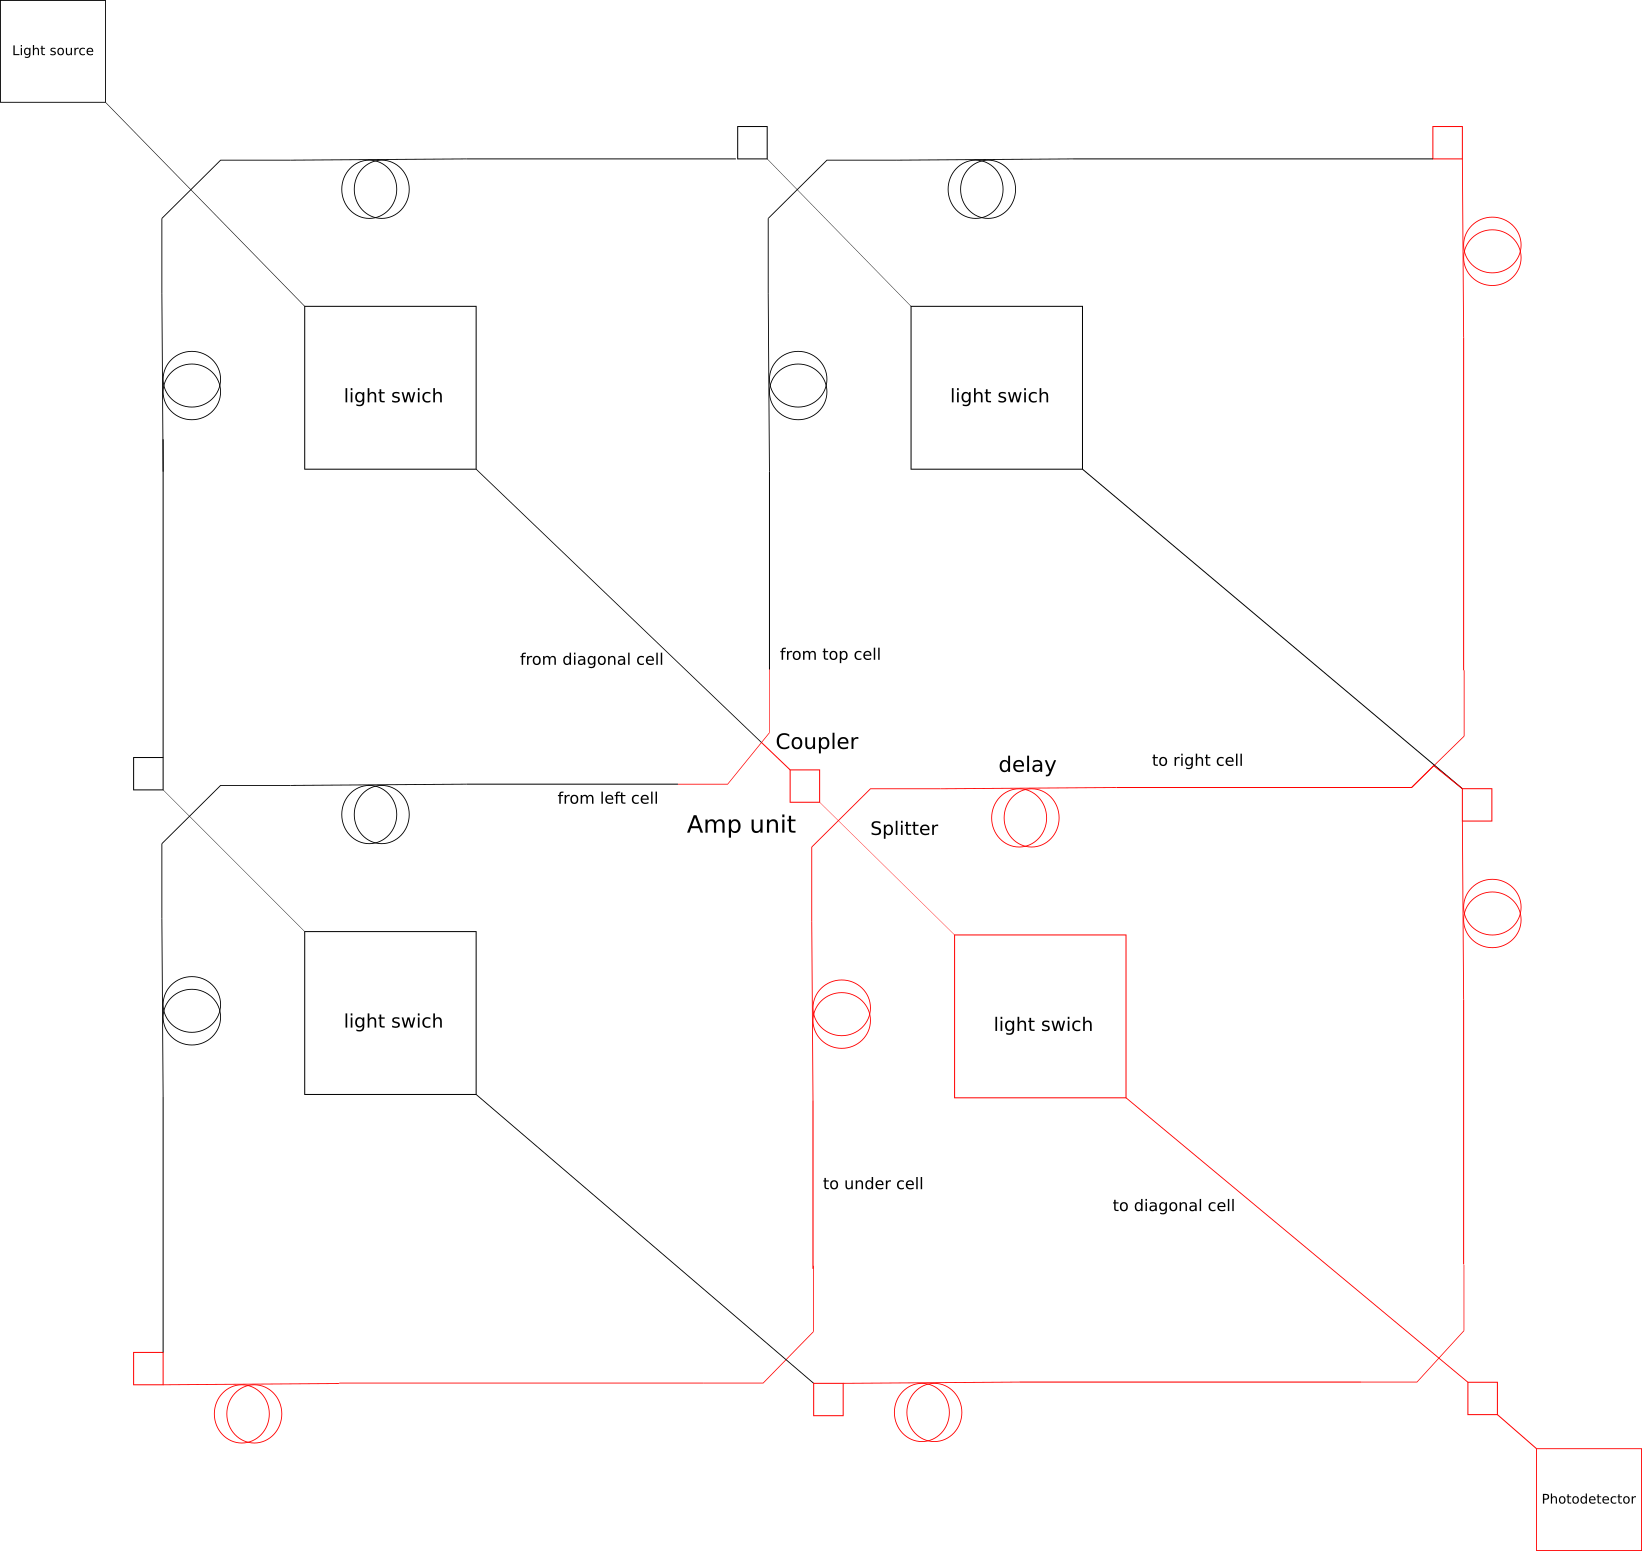 Light source
light swich
light swich
from diagonal cell
from top cell
Coupler
delay
to right cell
from left cell
Amp unit
Splitter
light swich
light swich
to under cell
to diagonal cell
Photodetector